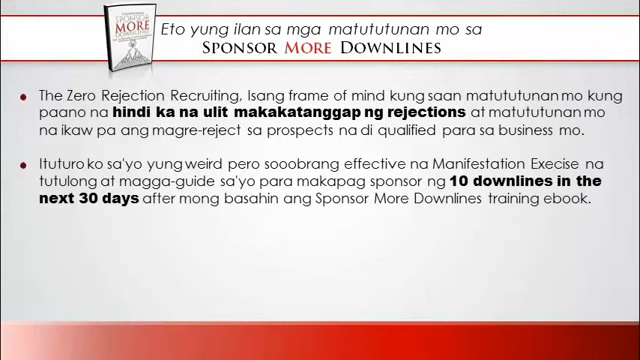 Eto yung ilan sa mga matututunan mo sa
SPONSOR MORE DOWNLINES
SPONSOR
MORE
DOWNLINES
The Zero Rejection Recruiting, Isang frame of mind kung saan matututunan mo kung
paano na hindi ka na ulit makakatanggap ng rejections at matututunan mo
na ikaw pa ang magre-reject sa prospects na di qualified para sa business mo.
Ituturo ko sa'yo yung weird pero sooobrang effective na Manifestation Execise na
tutulong at magga-guide sa'yo para makapag sponsor ng 10 downlines in the
next 30 days after mong basahin ang Sponsor More Downlines training ebook.